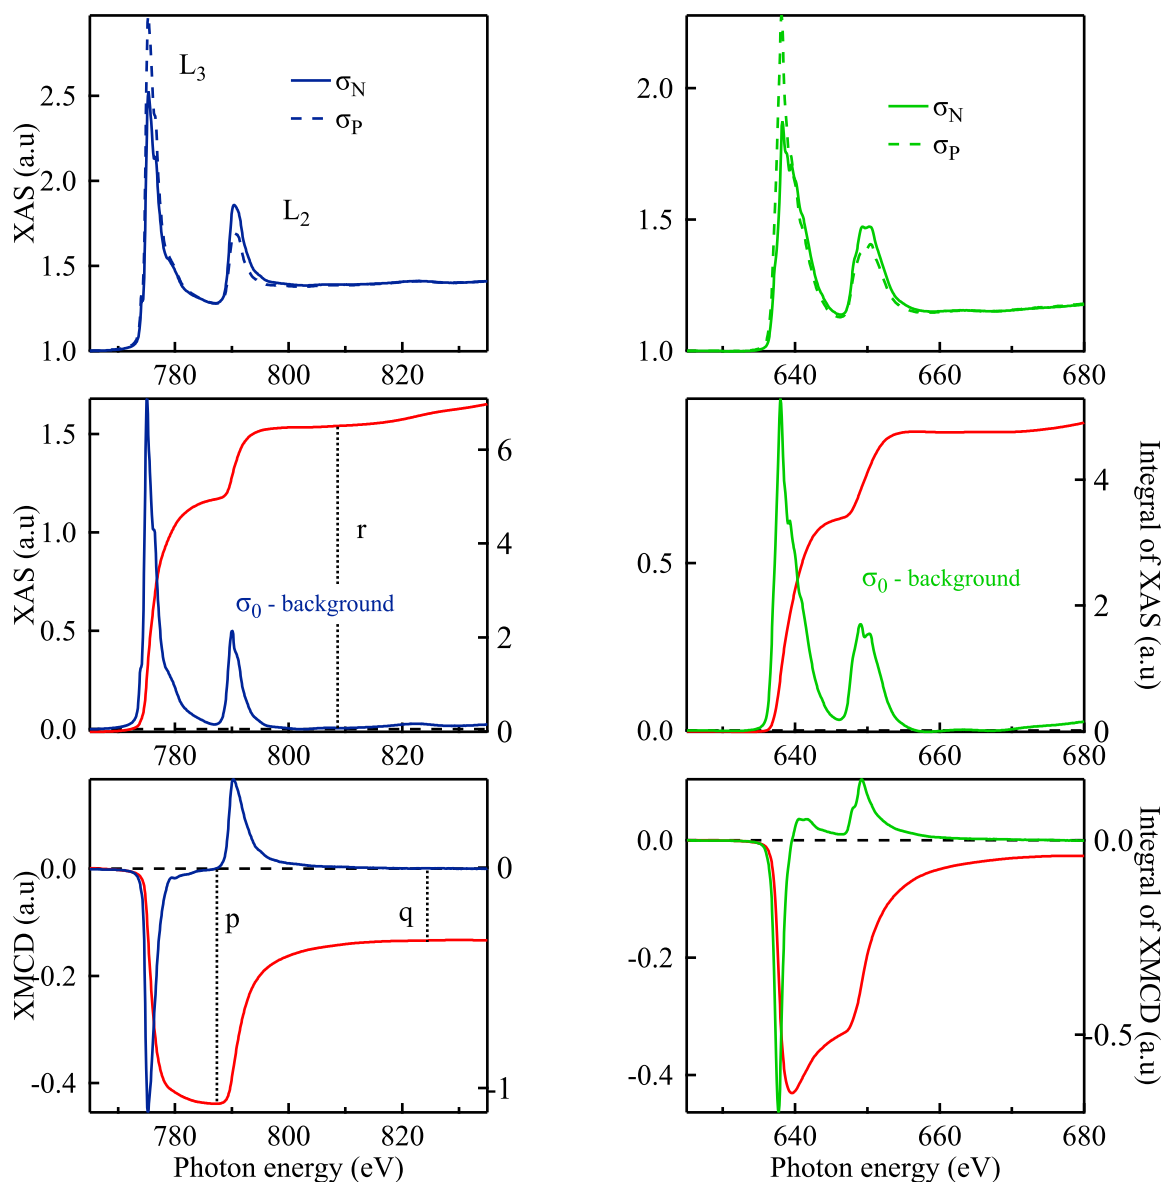 L3
σN
σP
L2
XAS (a.u)
2.5
2.0
1.5
1.0
780
800
820
σN
σP
2.0
1.5
1.0
640
660
680
XAS (a.u)
1.5
1.0
0.5
0.0
6
4
2
0
r
σ0 - background
780
800
820
0.5
0.0
4
2
0
σ0 - background
Integral of XAS
(a.u)
640
660
680
XMCD (a.u)
0.0
-0.2
-0.4
0
-1
p
q
780
800
820
Photon energy (eV)
0.0
-0.2
-0.4
0.0
-0.5
Integral of XMCD
(a.u)
640
660
680
Photon energy (eV)